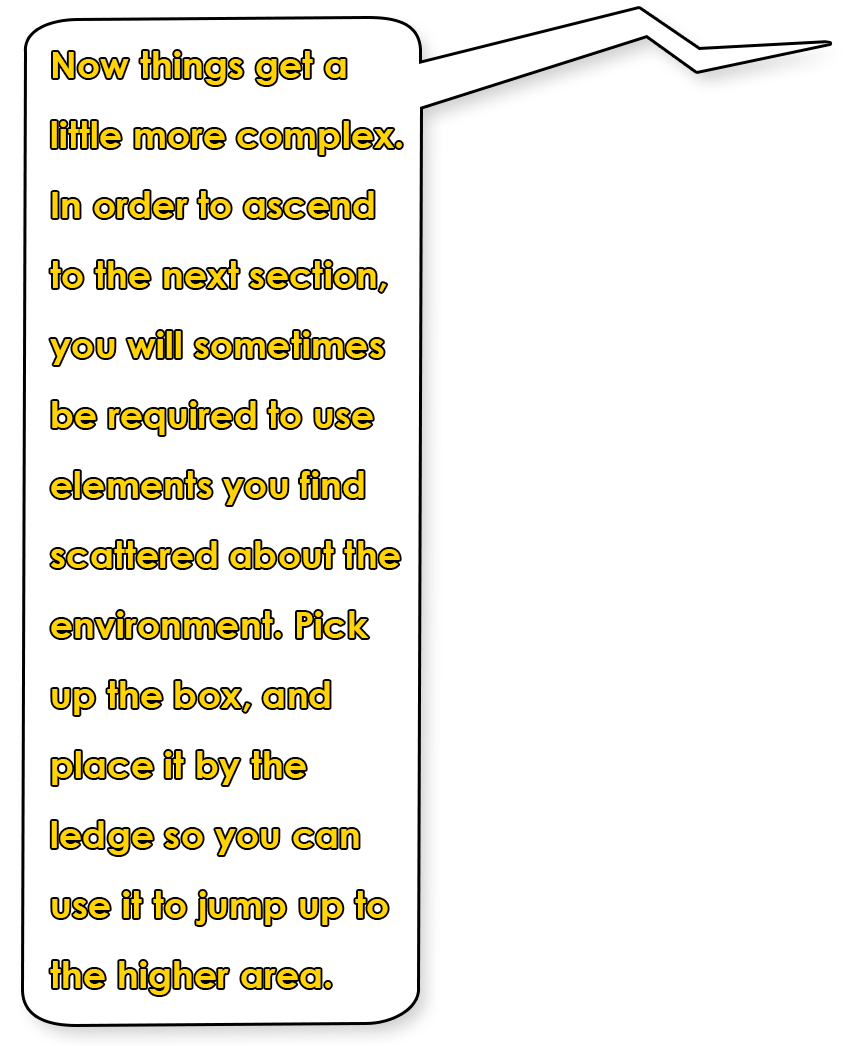 Now things get a
little more complex.
In order to ascend
to the next section,
you will sometimes
be required to use
elements you find
scattered about the
environment. Pick
up the box, and
place it by the
ledge so you can
use it to jump up to
the higher area.